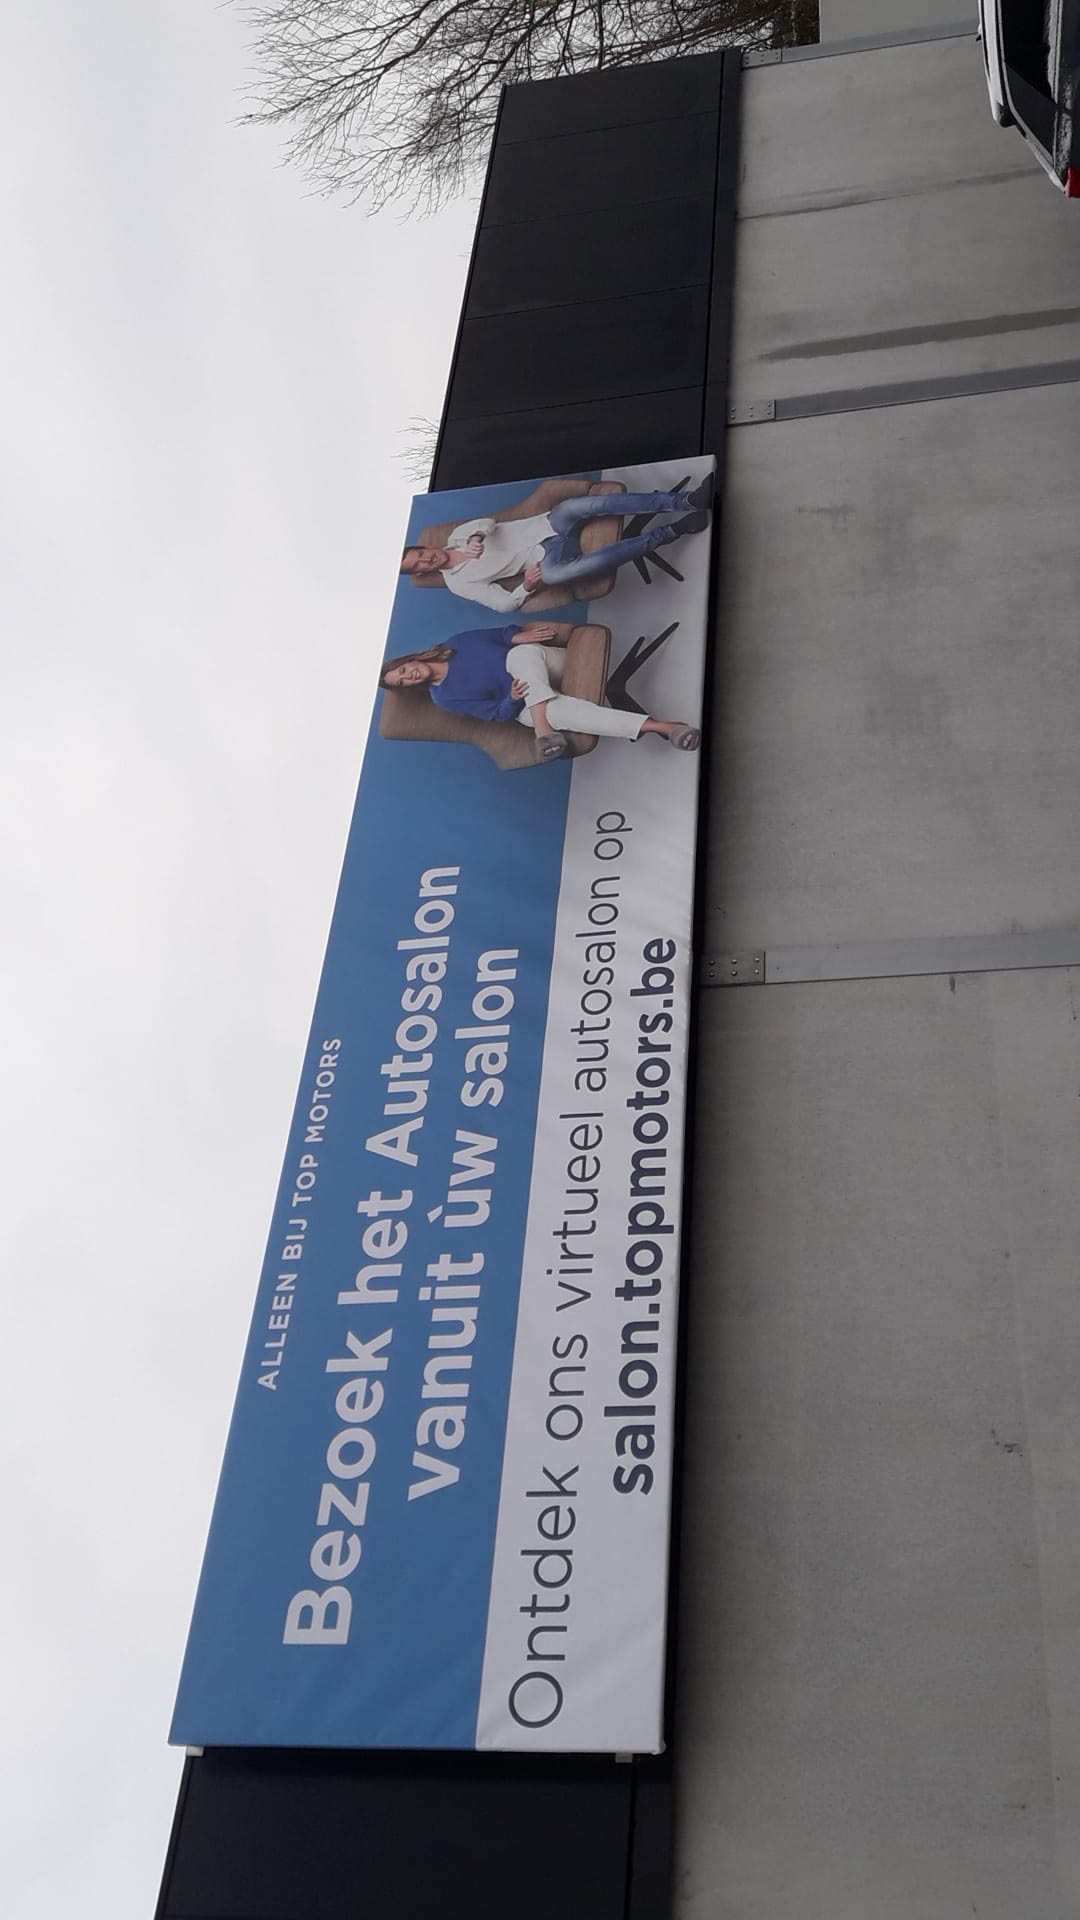 ALLEEN BIJ TOP MOTORS
Bezoek het Autosalon
vanuit ùw salon
Ontdek ons virtueel autosalon op
salon.topmotors.be